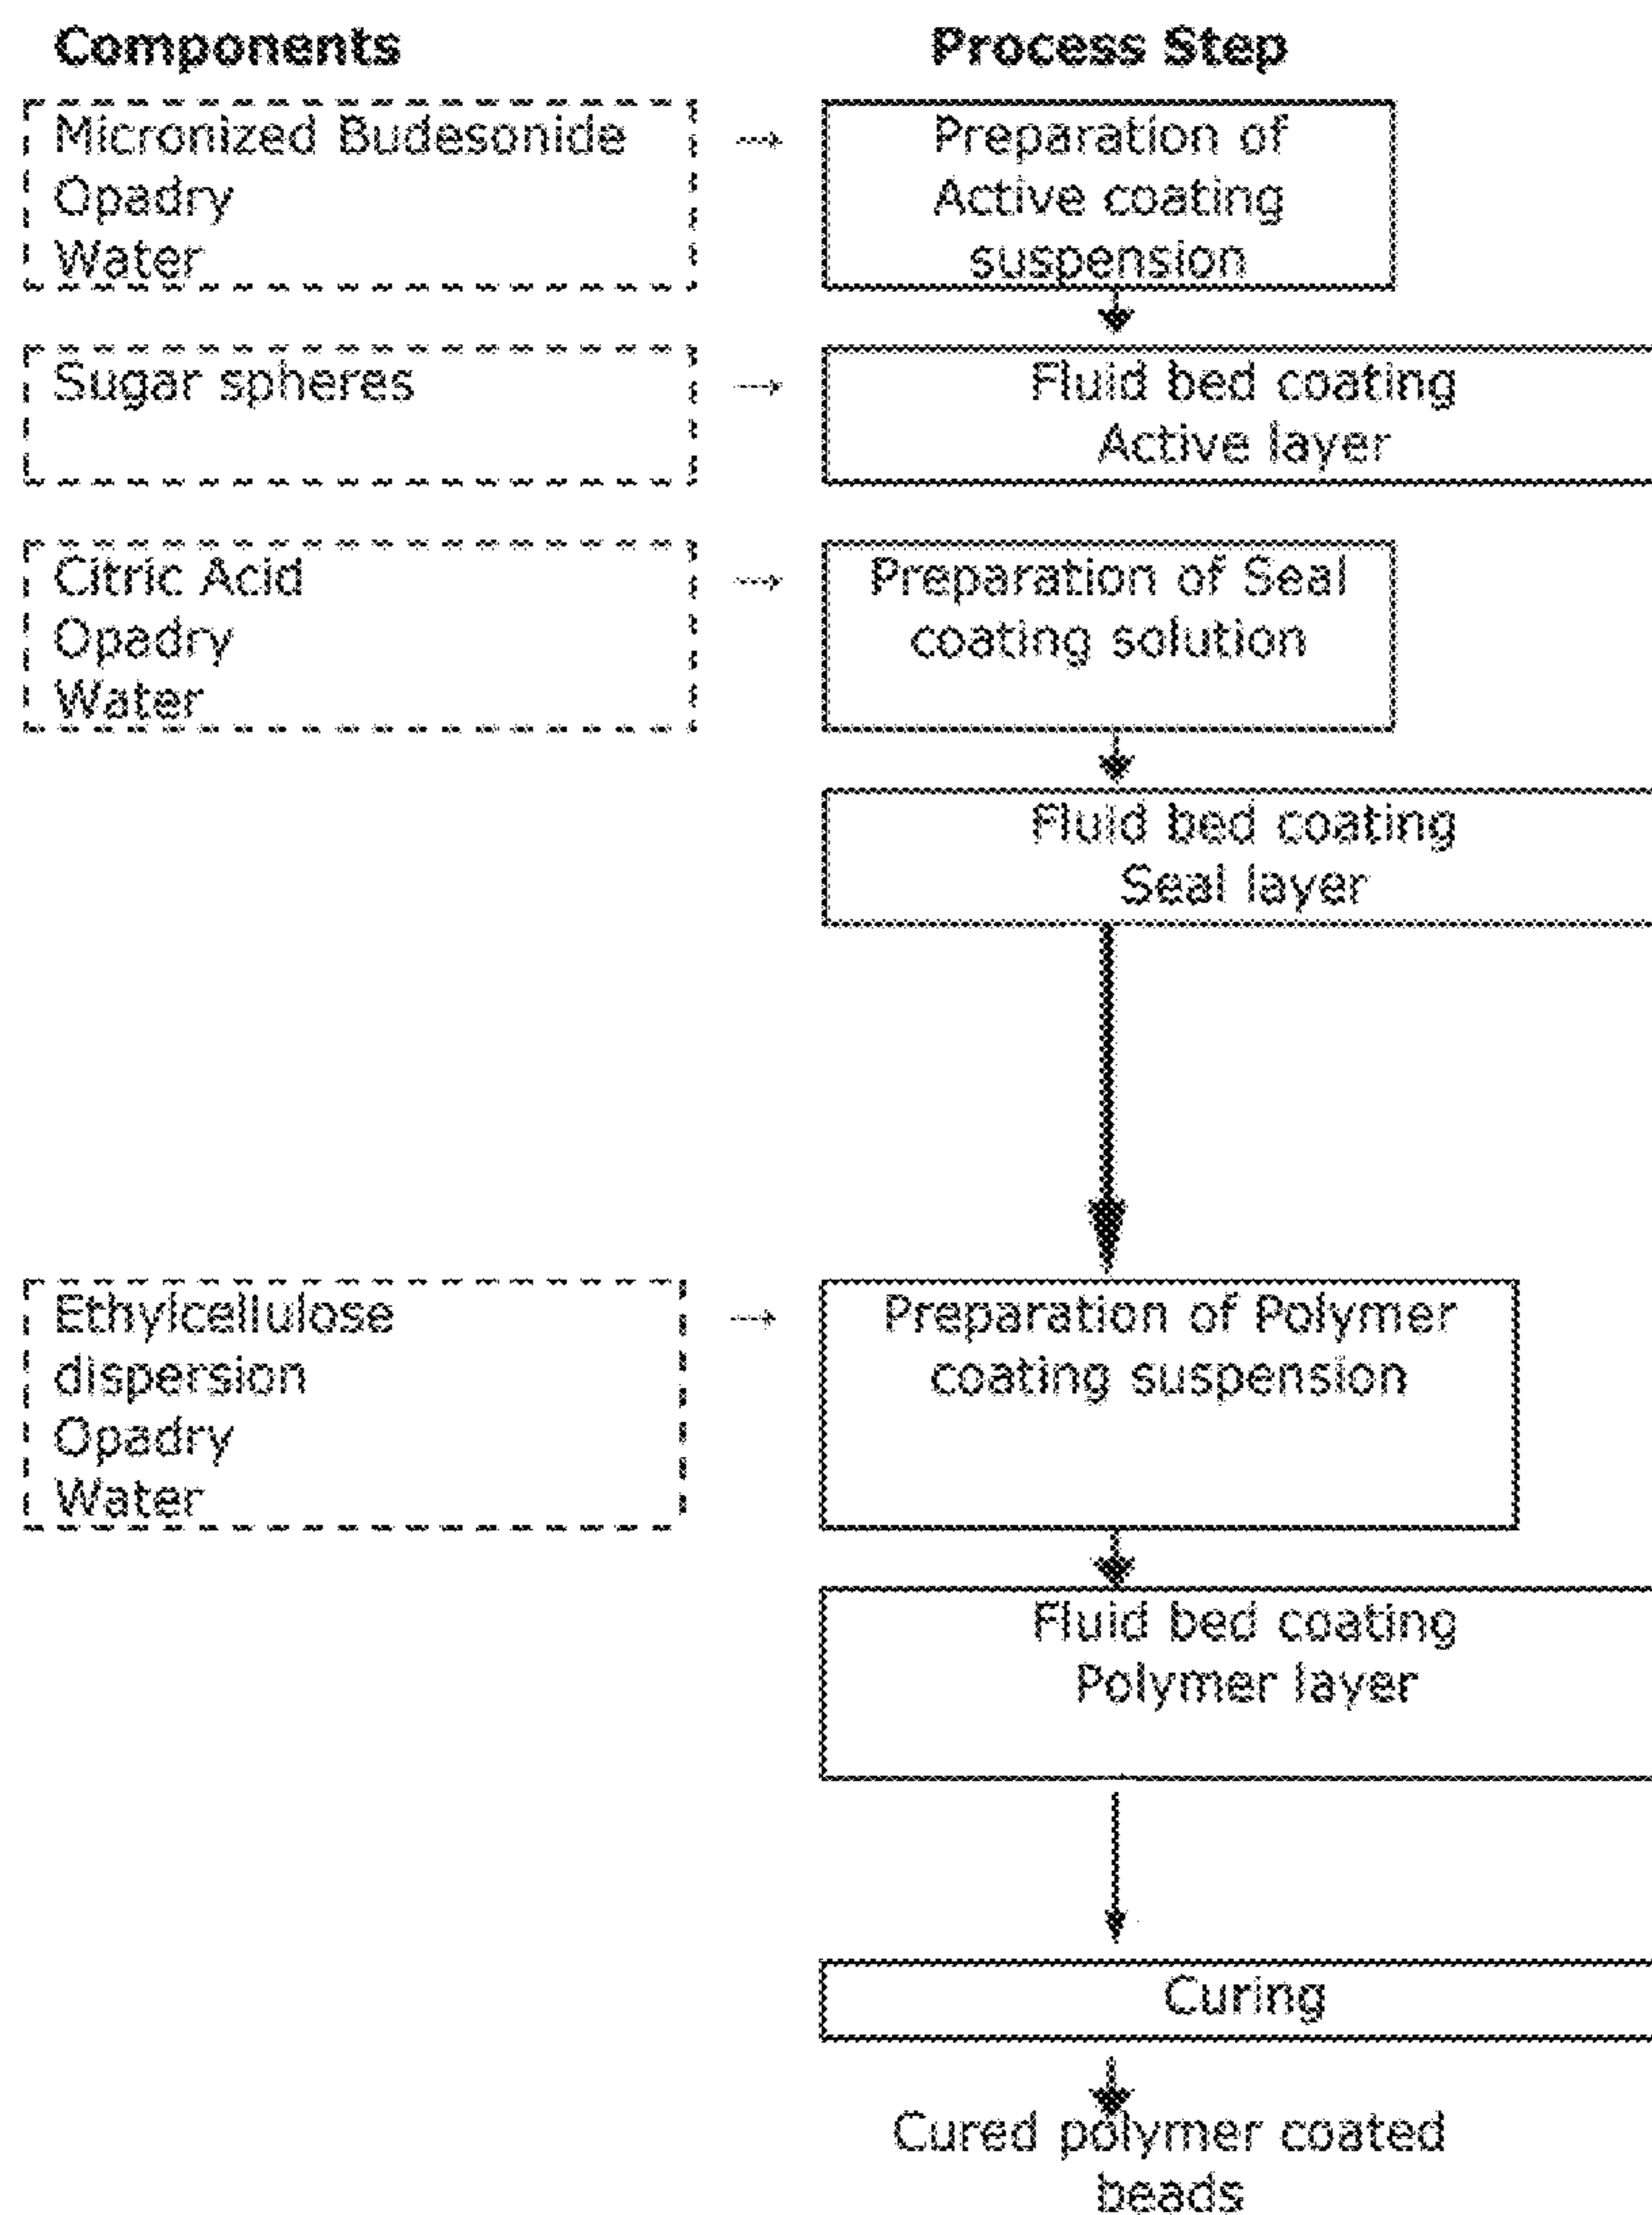 Components
Process Step
Micronized Budesonide
Opadry
Water
→
Preparation of
Active coating
suspension
Sugar spheres
→
Fluid bed coating
Active layer
Citric Acid
Opadry
Water
→
Preparation of Seal
coating solution
Fluid bed coating
Seal layer
Ethylcellulose
dispersion
Opadry
Water
→
Preparation of Polymer
coating suspension
Fluid bed coating
Polymer layer
Curing
Cured polymer coated
beads